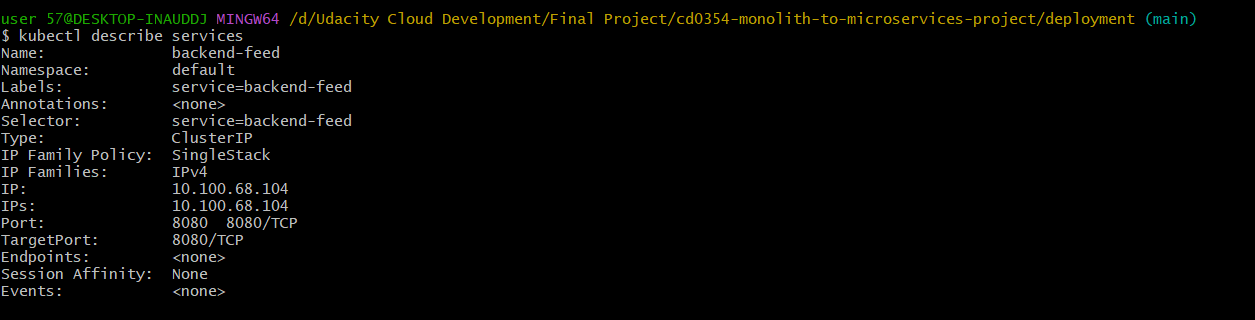 user 57@DESKTOP-INAUDDJ MINGW64 /d/Udacity Cloud Development/Final Project/cd0354-monolith-to-microservices-project/deployment (main)
$ kubectl describe services
Name:              backend-feed
Namespace:         default
Labels:            service=backend-feed
Annotations:       <none>
Selector:          service=backend-feed
Type:              ClusterIP
IP Family Policy:  SingleStack
IP Families:       IPv4
IP:                10.100.68.104
IPs:               10.100.68.104
Port:              8080  8080/TCP
TargetPort:        8080/TCP
Endpoints:         <none>
Session Affinity:  None
Events:            <none>